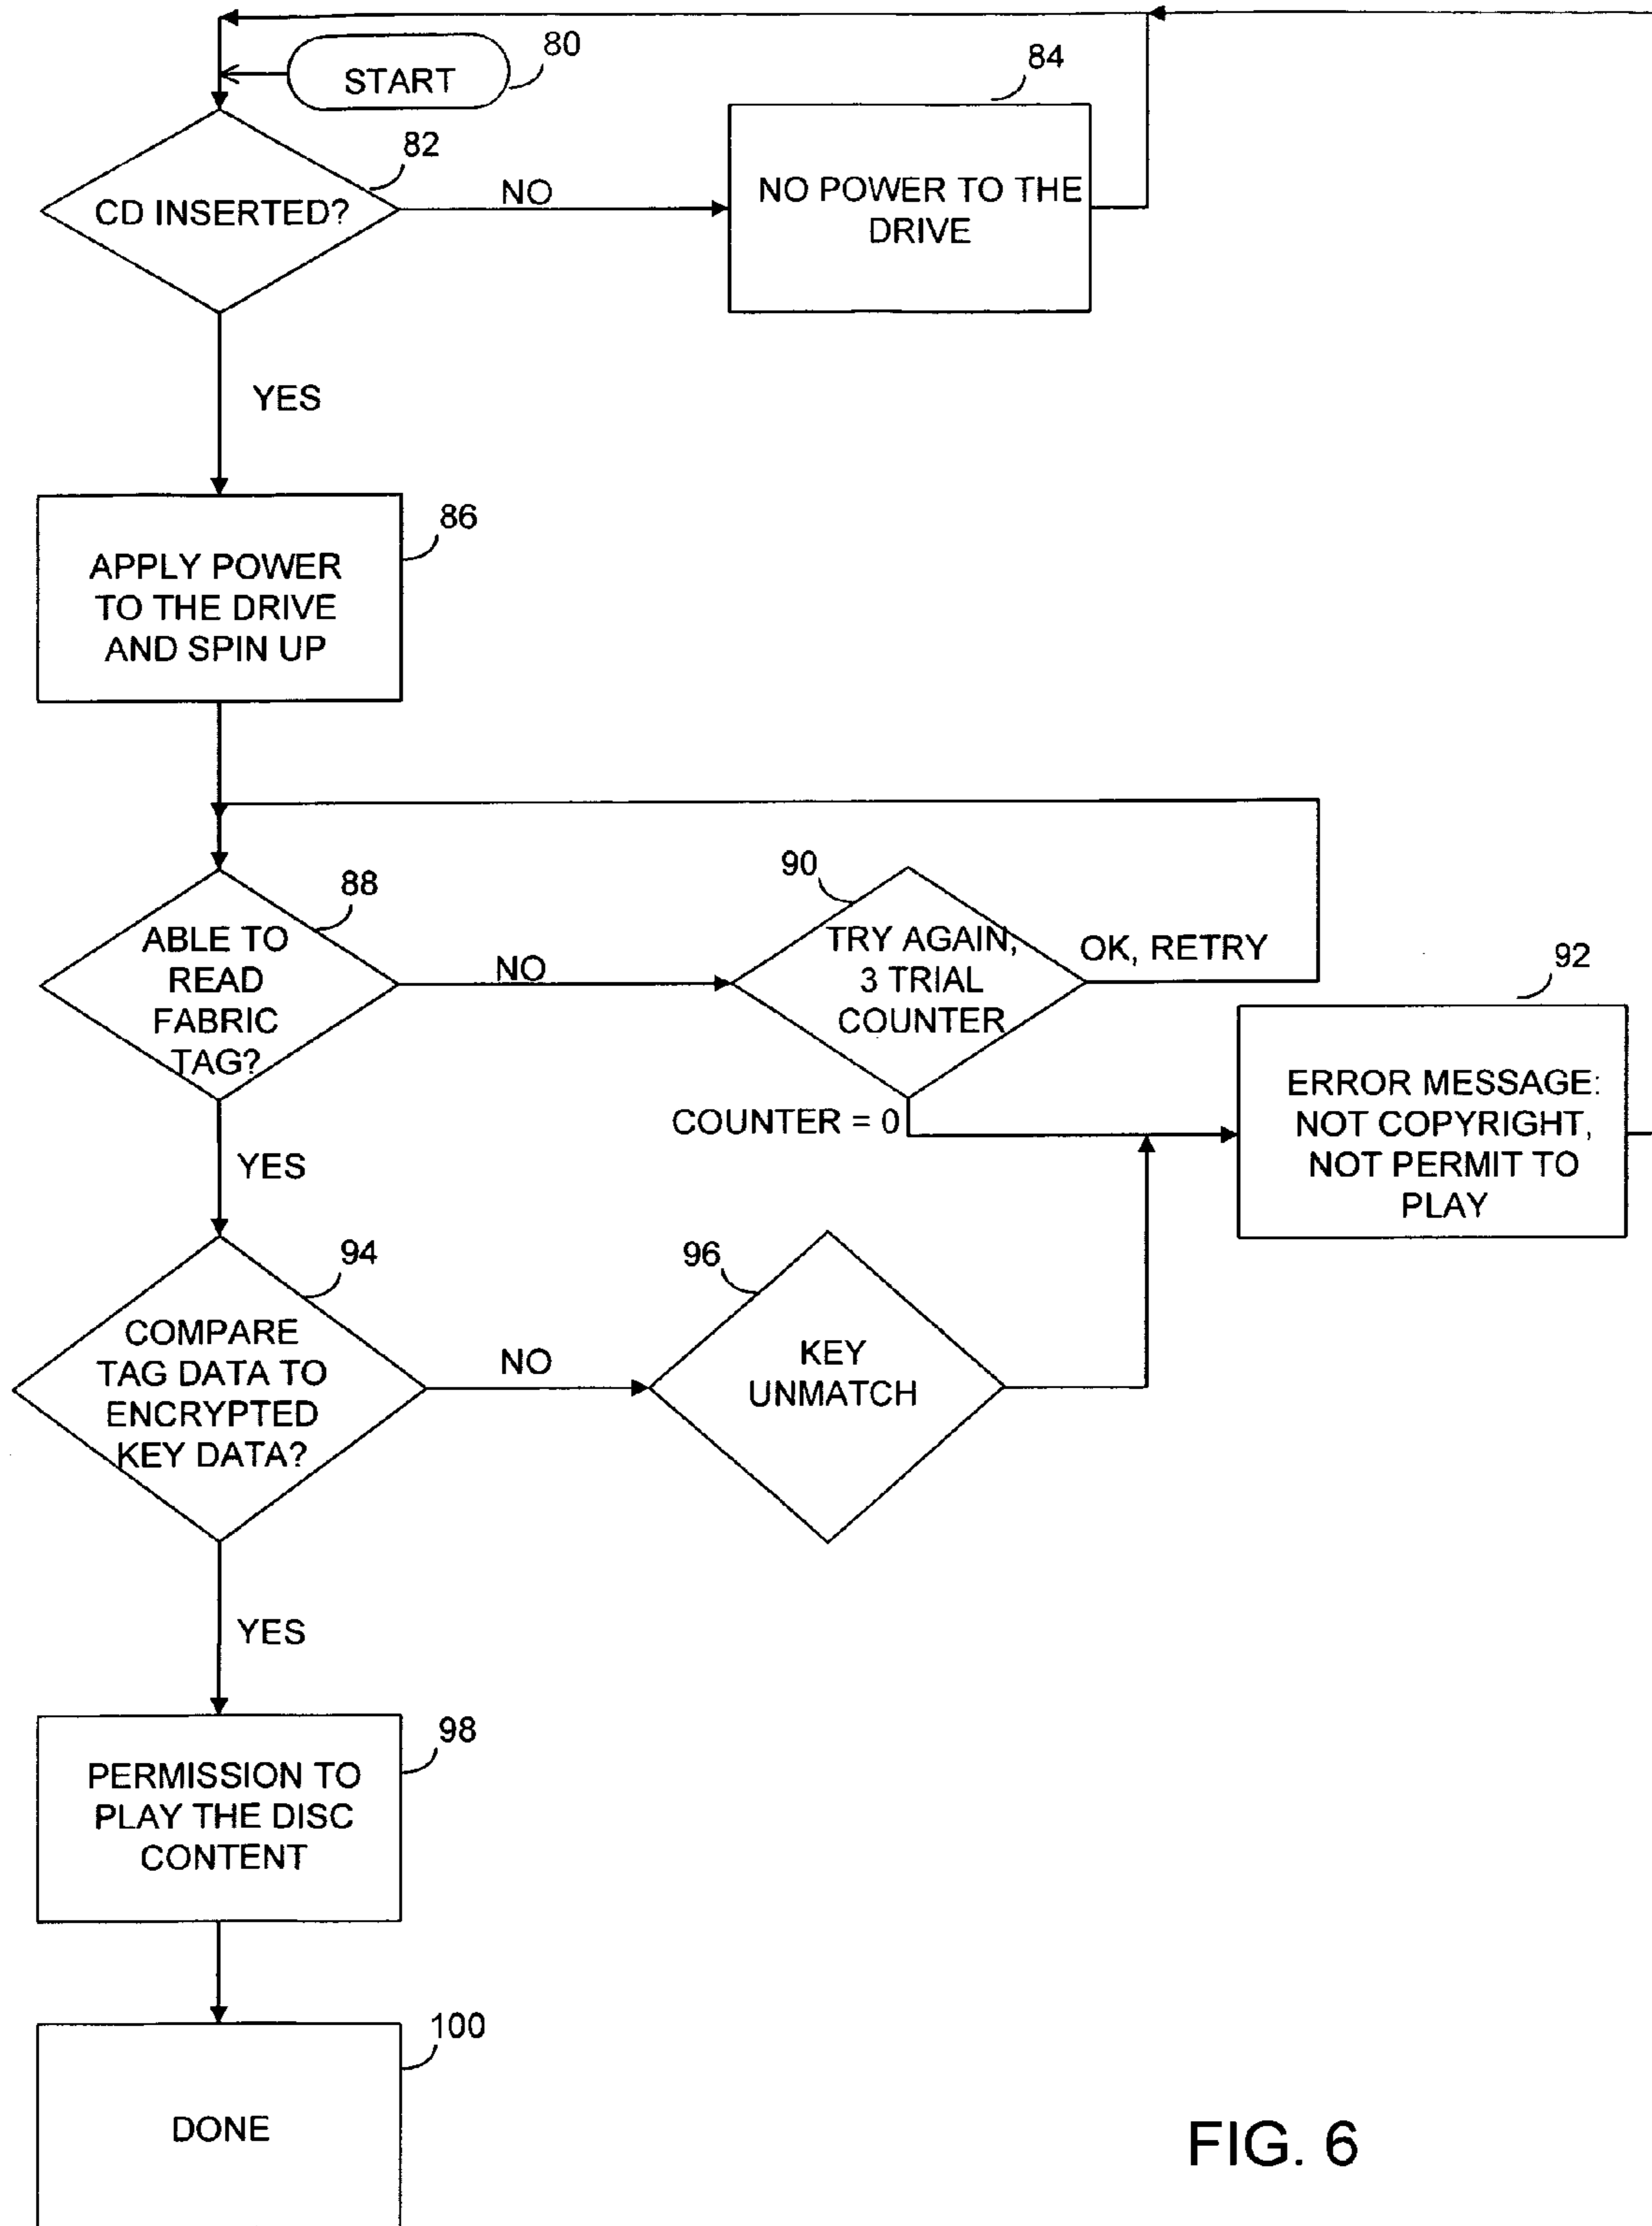 80
START
84
82
CD INSERTED?
NO
NO POWER TO THE
DRIVE
YES
86
APPLY POWER
TO THE DRIVE
AND SPIN UP
88
ABLE TO
READ
FABRIC
TAG?
NO
90
TRY AGAIN,
3 TRIAL
COUNTER
OK, RETRY
COUNTER = 0
92
ERROR MESSAGE:
NOT COPYRIGHT,
NOT PERMIT TO
PLAY
YES
94
COMPARE
TAG DATA TO
ENCRYPTED
KEY DATA?
NO
96
KEY
UNMATCH
YES
98
PERMISSION TO
PLAY THE DISC
CONTENT
100
DONE
FIG. 6